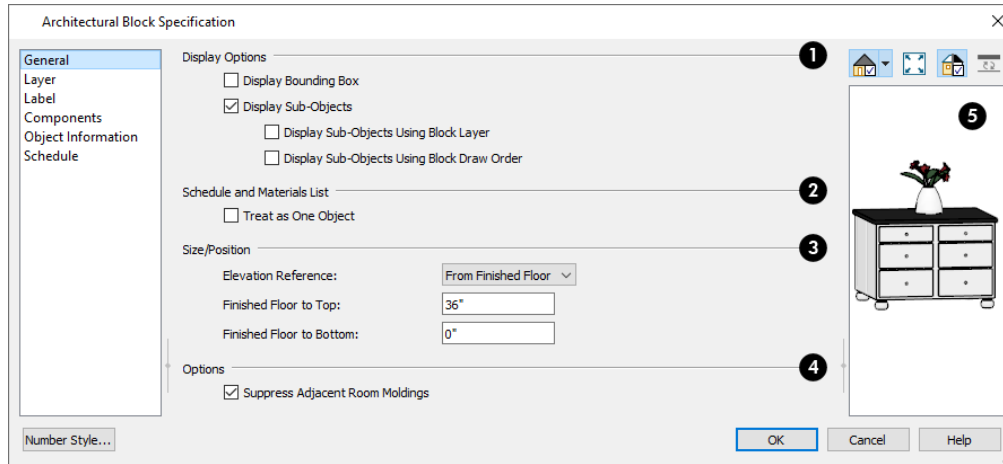 Architectural Block Specification
General
Layer
Label
Components
Object Information
Schedule
Display Options
1
Display Bounding Box
Display Sub-Objects
Display Sub-Objects Using Block Layer
Display Sub-Objects Using Block Draw Order
Schedule and Materials List
2
Treat as One Object
Size/Position
3
Elevation Reference: From Finished Floor
Finished Floor to Top: 36"
Finished Floor to Bottom: 0"
Options
4
Suppress Adjacent Room Moldings
5
Number Style...
OK
Cancel
Help